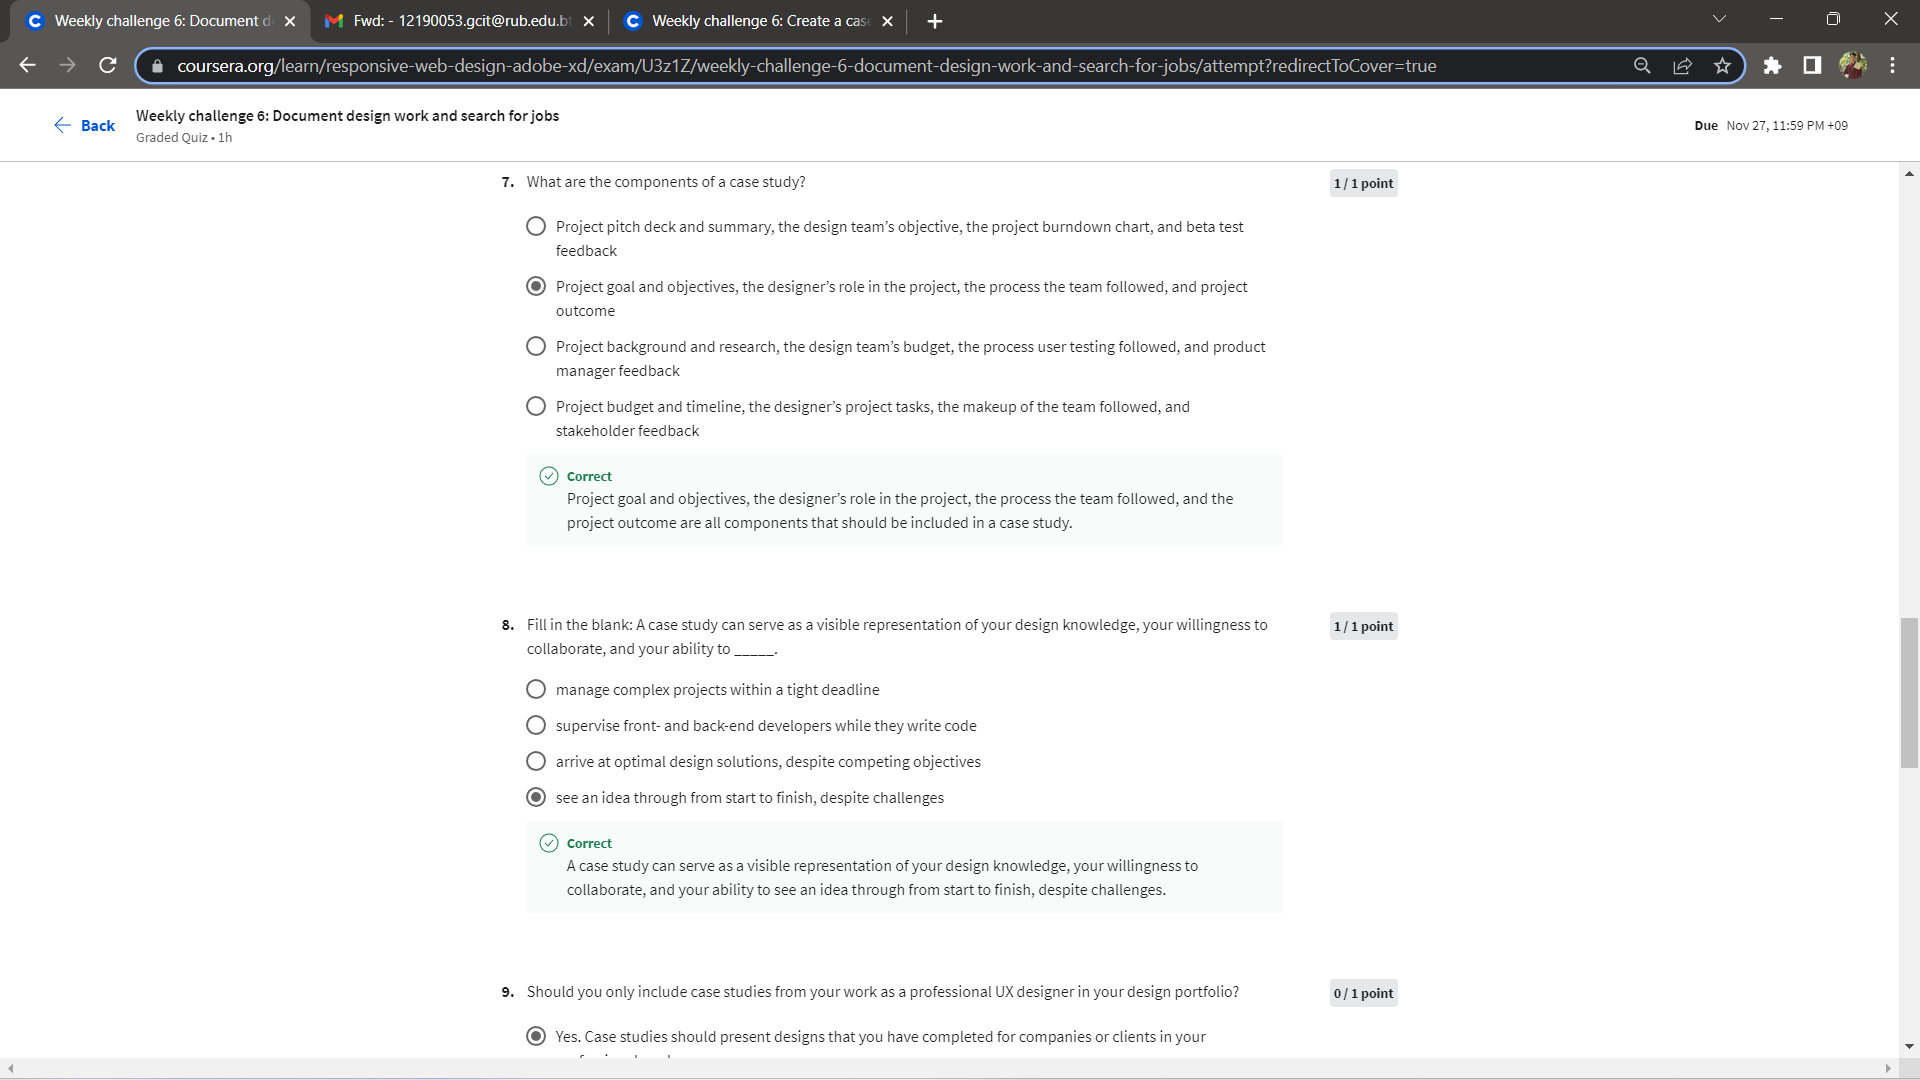 Weekly challenge 6: Document d
Fwd: - 12190053.gcit@rub.edu.bt
Weekly challenge 6: Create a cas
coursera.org/learn/responsive-web-design-adobe-xd/exam/U3z1Z/weekly-challenge-6-document-design-work-and-search-for-jobs/attempt?redirectToCover=true
Back
Weekly challenge 6: Document design work and search for jobs
Graded Quiz • 1h
Due Nov 27, 11:59 PM +09
7. What are the components of a case study?
1 / 1 point
Project pitch deck and summary, the design team’s objective, the project burndown chart, and beta test
feedback
Project goal and objectives, the designer’s role in the project, the process the team followed, and project
outcome
Project background and research, the design team’s budget, the process user testing followed, and product
manager feedback
Project budget and timeline, the designer’s project tasks, the makeup of the team followed, and
stakeholder feedback
Correct
Project goal and objectives, the designer’s role in the project, the process the team followed, and the
project outcome are all components that should be included in a case study.
8. Fill in the blank: A case study can serve as a visible representation of your design knowledge, your willingness to
collaborate, and your ability to _____.
1 / 1 point
manage complex projects within a tight deadline
supervise front- and back-end developers while they write code
arrive at optimal design solutions, despite competing objectives
see an idea through from start to finish, despite challenges
Correct
A case study can serve as a visible representation of your design knowledge, your willingness to
collaborate, and your ability to see an idea through from start to finish, despite challenges.
9. Should you only include case studies from your work as a professional UX designer in your design portfolio?
0 / 1 point
Yes. Case studies should present designs that you have completed for companies or clients in your